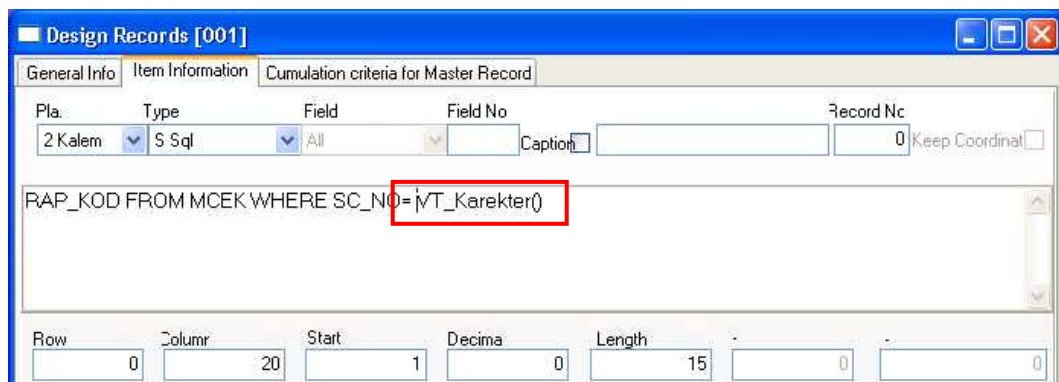 Design Records [001]
General Info Item Information Cumulation criteria for Master Record
Pla. Type Field Field No Record Nc
2 Kalem S Sql All Caption 0 Keep Coordinat
RAP_KOD FROM MCEK WHERE SC_NO= VT_Karekter()
Row Columr Start Decima Length - -
0 20 1 0 15 0 0